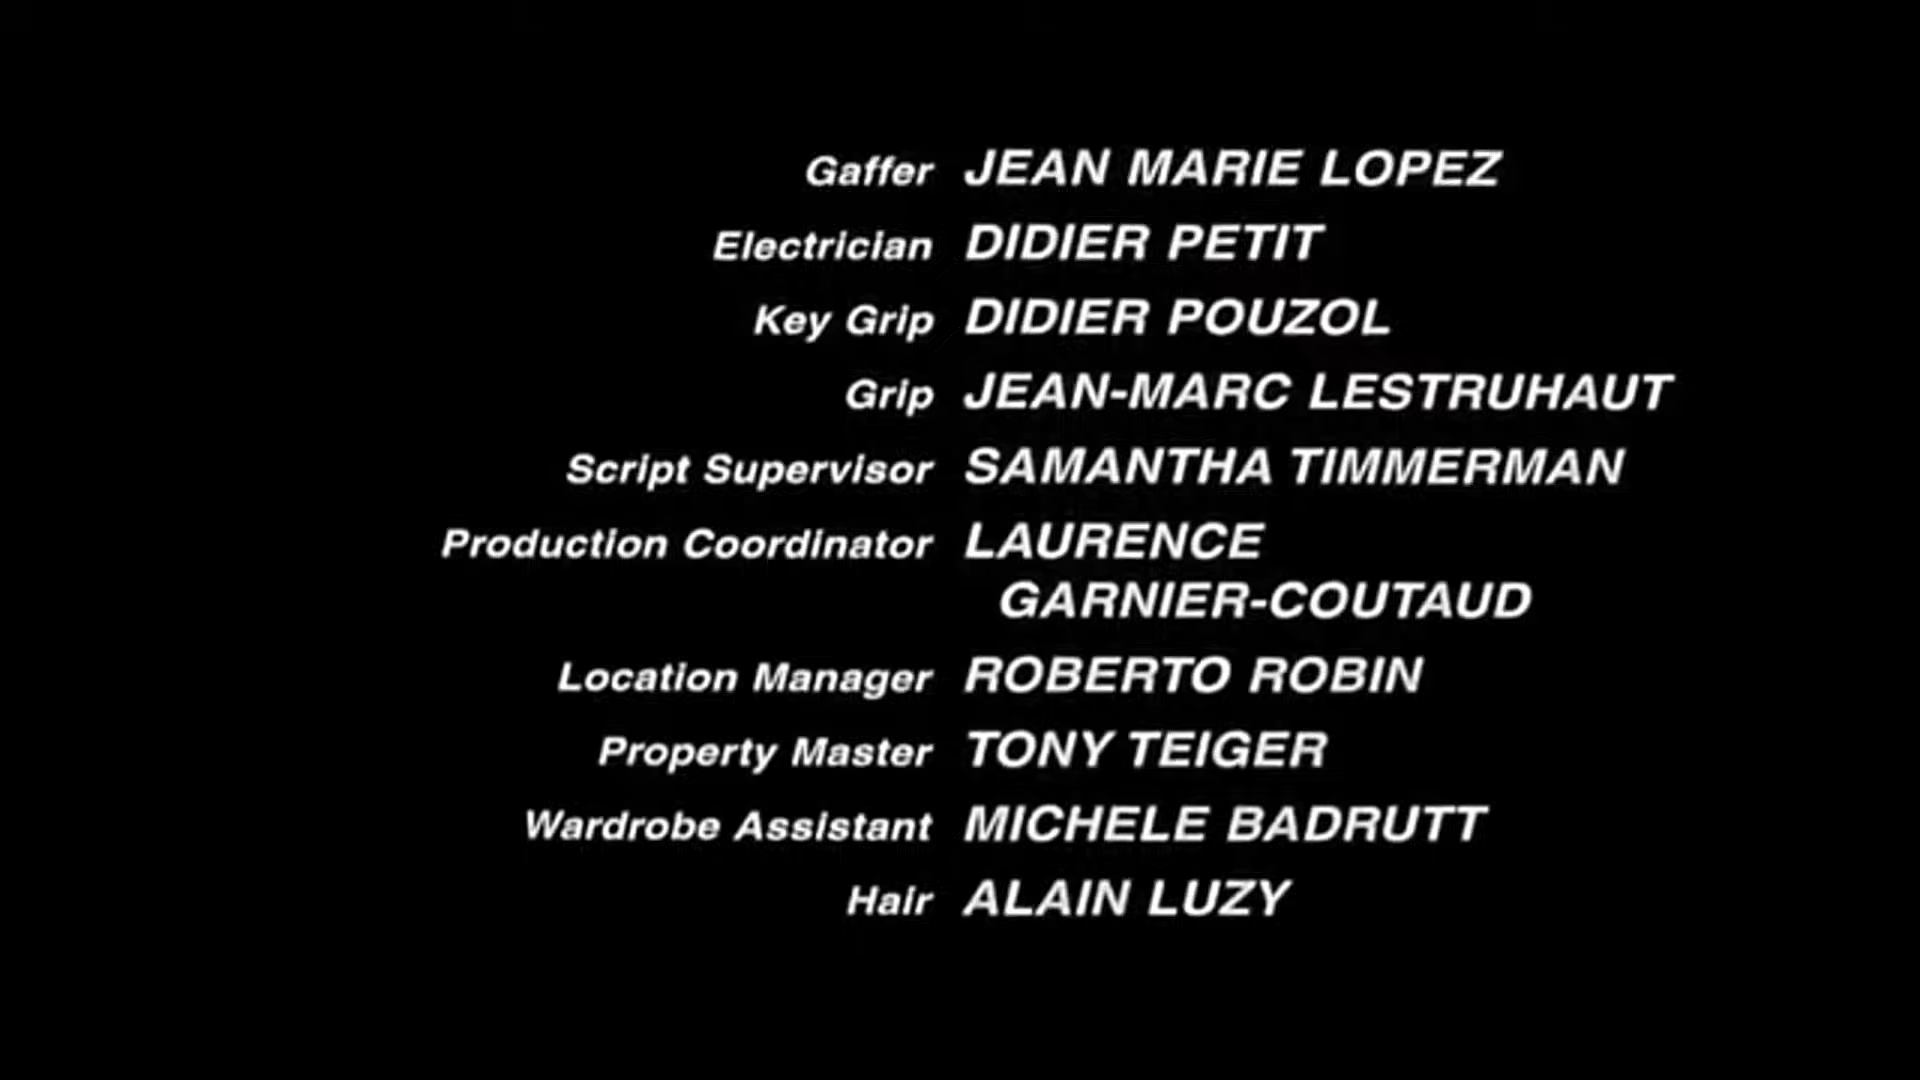 Gaffer JEAN MARIE LOPEZ
Electrician DIDIER PETIT
Key Grip DIDIER POUZOL
Grip JEAN-MARC LESTRUHAUT
Script Supervisor SAMANTHA TIMMERMAN
Production Coordinator LAURENCE
GARNIER-COUTAUD
Location Manager ROBERTO ROBIN
Property Master TONY TEIGER
Wardrobe Assistant MICHELE BADRUTT
Hair ALAIN LUZY